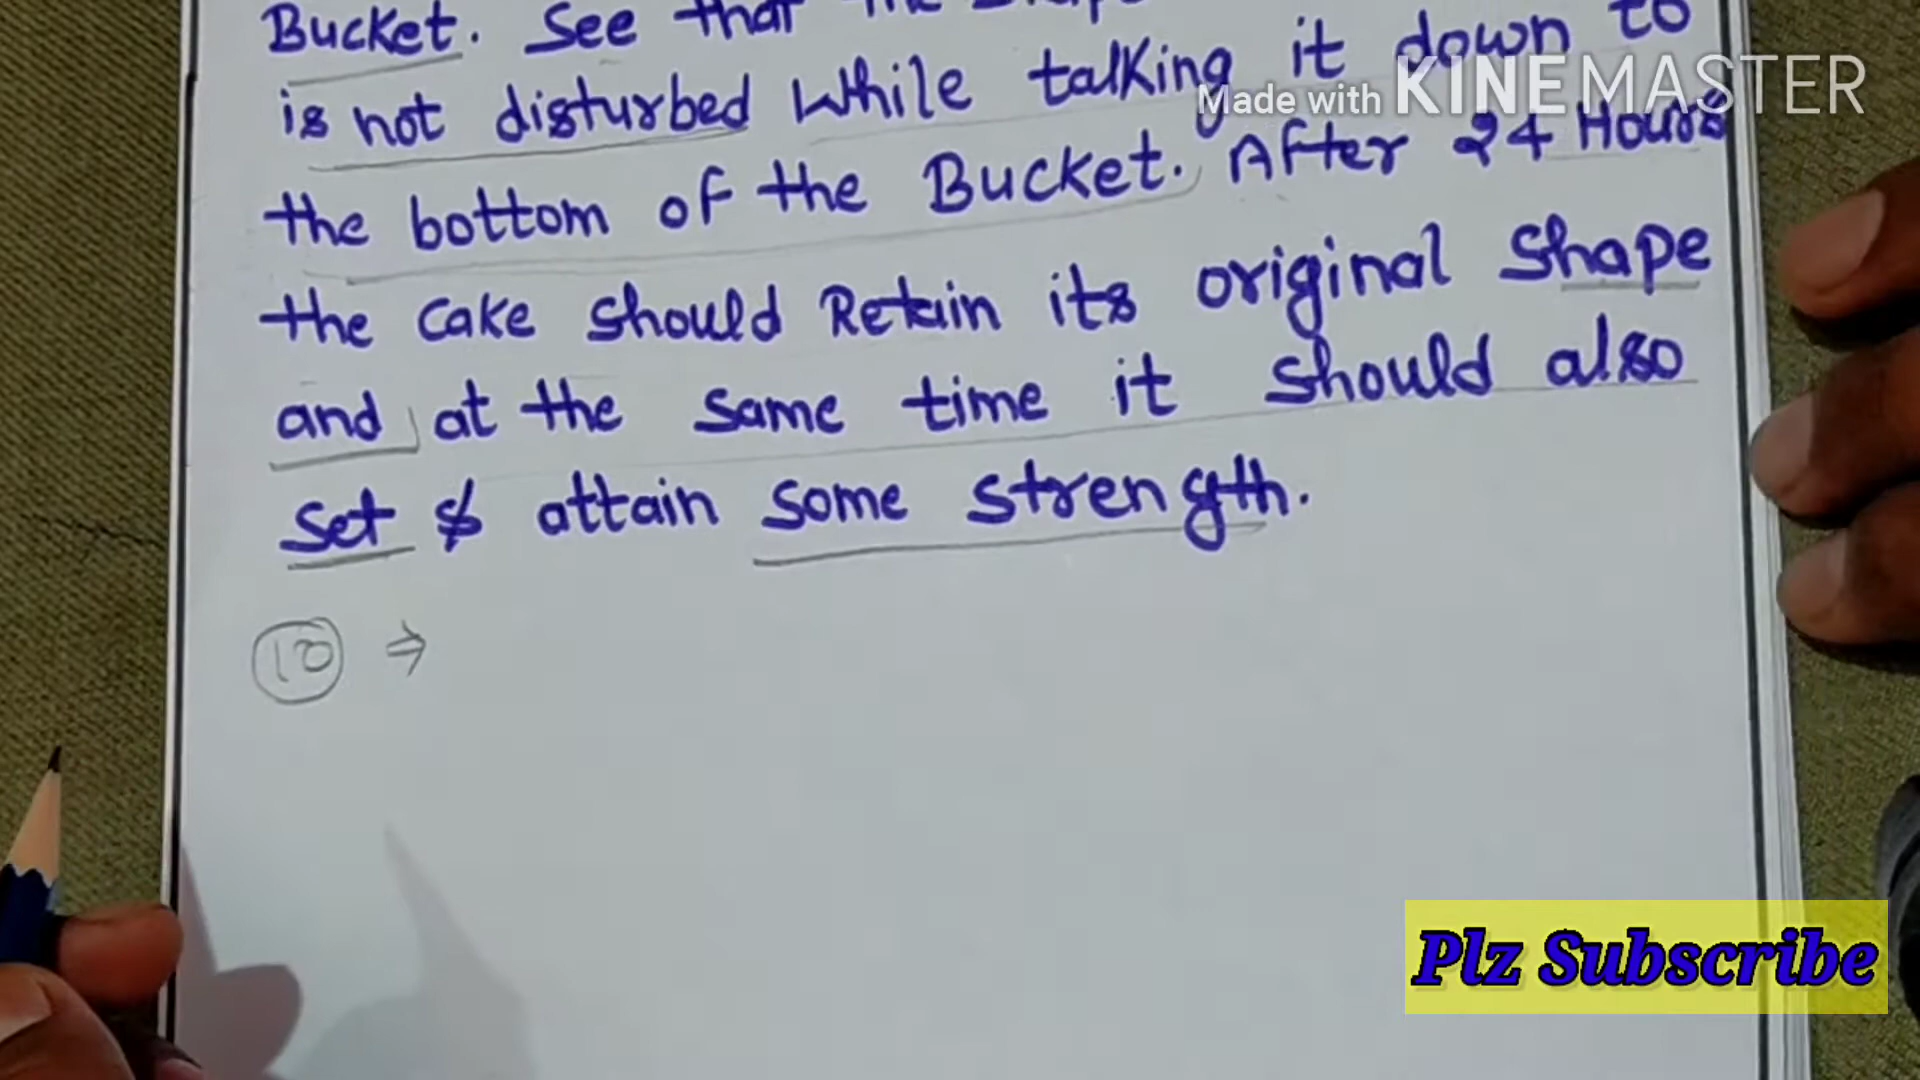 Bucket. See that the Shape
is not disturbed while talking it down to
the bottom of the Bucket. After 24 Hours
the cake should Retain its original Shape
and at the same time it should also
Set & attain some strength.
10 ⇒
Made with KINEMASTER
Plz Subscribe